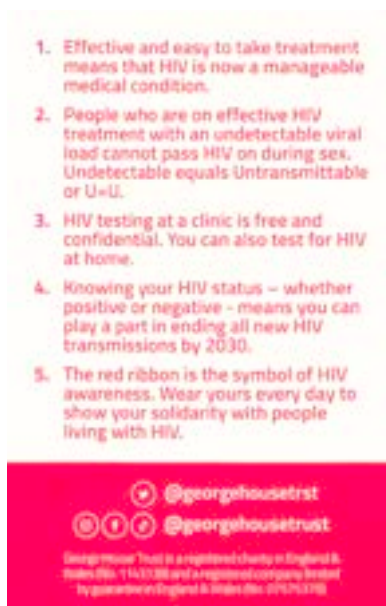 1. Effective and easy to take treatment
means that HIV is now a manageable
medical condition.
2. People who are on effective HIV
treatment with an undetectable viral
load cannot pass HIV on during sex.
Undetectable equals Untransmittable
or U=U.
3. HIV testing at a clinic is free and
confidential. You can also test for HIV
at home.
4. Knowing your HIV status – whether
positive or negative - means you can
play a part in ending all new HIV
transmissions by 2030.
5. The red ribbon is the symbol of HIV
awareness. Wear yours every day to
show your solidarity with people
living with HIV.
@georgehousetrst
@georgehousetrust
George House Trust is a registered charity in England &
Wales (No. and a registered company limited
by guarantee in England & Wales (No.